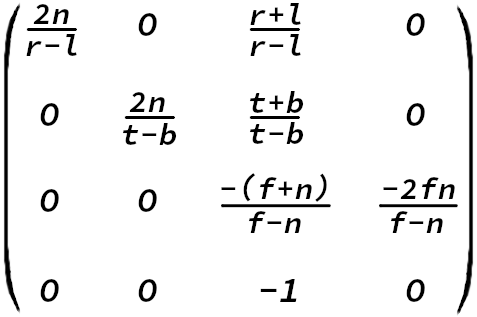 2n/r-l 0 r+l/r-l 0
0 2n/t-b t+b/t-b 0
0 0 -(f+n)/f-n -2fn/f-n
0 0 -1 0